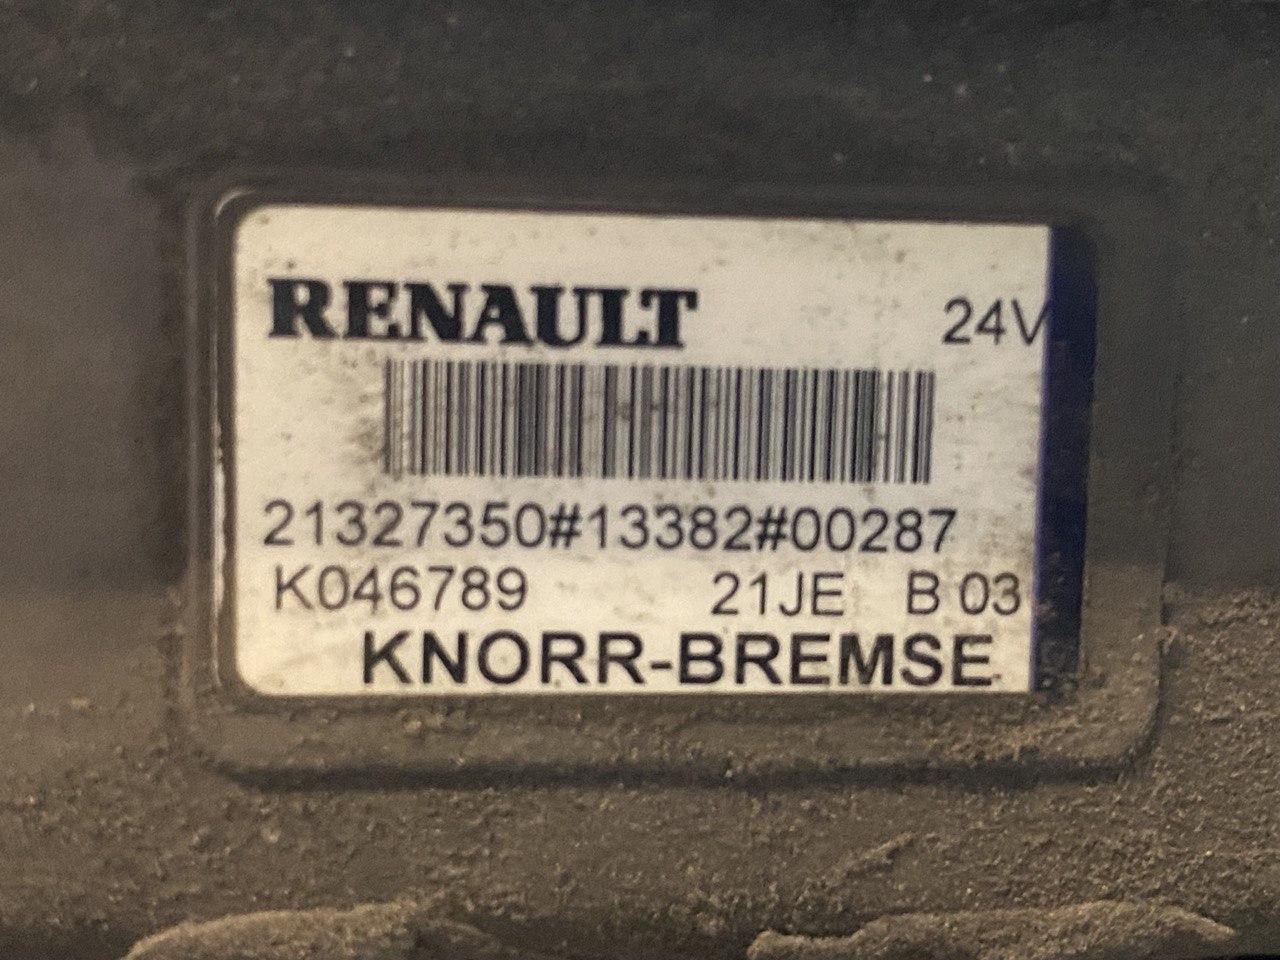 RENAULT 24V
21327350#13382#00287
K046789 21JE B 03
KNORR-BREMSE